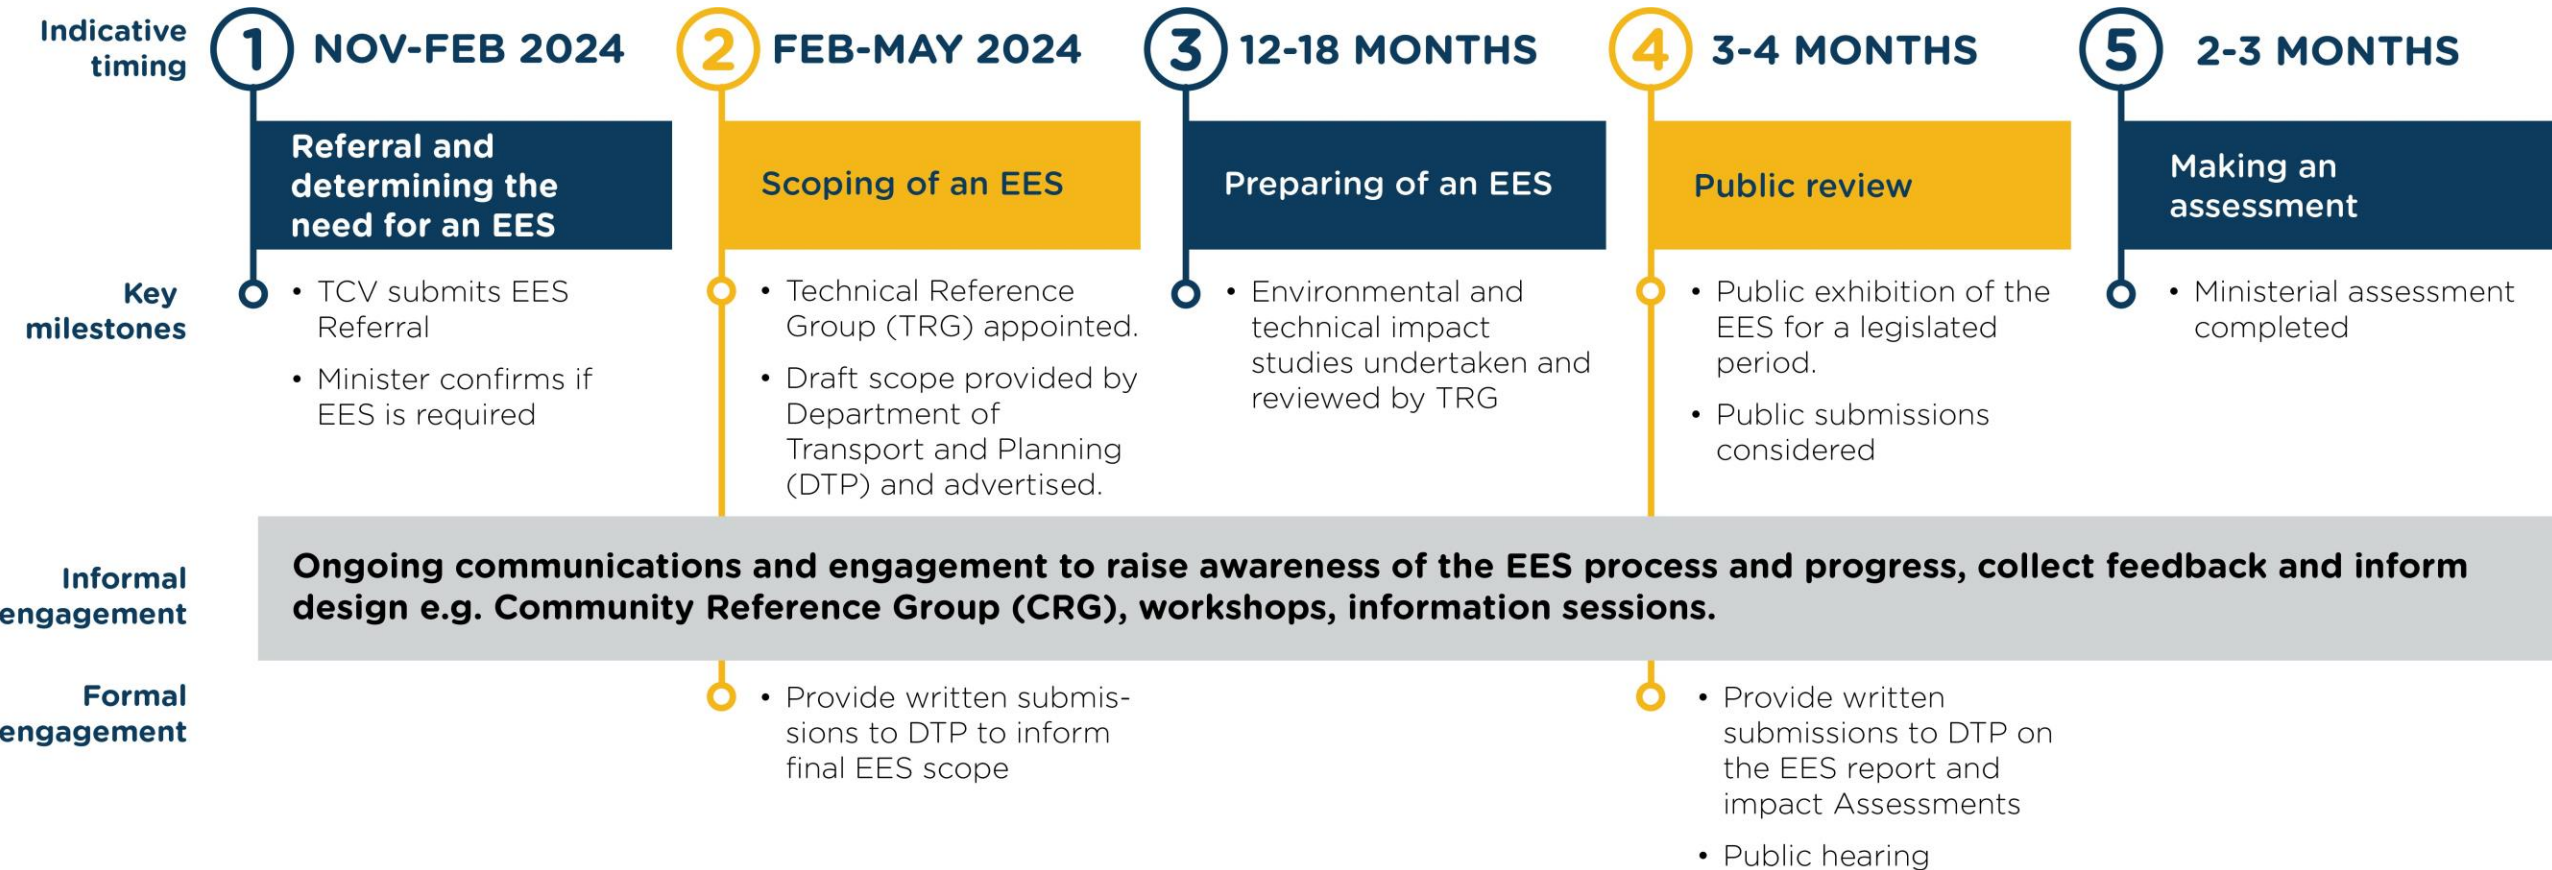 Indicative
timing
1 NOV-FEB 2024
2 FEB-MAY 2024
3 12-18 MONTHS
4 3-4 MONTHS
5 2-3 MONTHS
Referral and
determining the
need for an EES
Scoping of an EES
Preparing of an EES
Public review
Making an
assessment
Key
milestones
• TCV submits EES
Referral
• Minister confirms if
EES is required
• Technical Reference
Group (TRG) appointed.
• Draft scope provided by
Department of
Transport and Planning
(DTP) and advertised.
• Environmental and
technical impact
studies undertaken and
reviewed by TRG
• Public exhibition of the
EES for a legislated
period.
• Public submissions
considered
• Ministerial assessment
completed
Informal
engagement
Ongoing communications and engagement to raise awareness of the EES process and progress, collect feedback and inform
design e.g. Community Reference Group (CRG), workshops, information sessions.
Formal
engagement
• Provide written submis-
sions to DTP to inform
final EES scope
• Provide written
submissions to DTP on
the EES report and
impact Assessments
• Public hearing